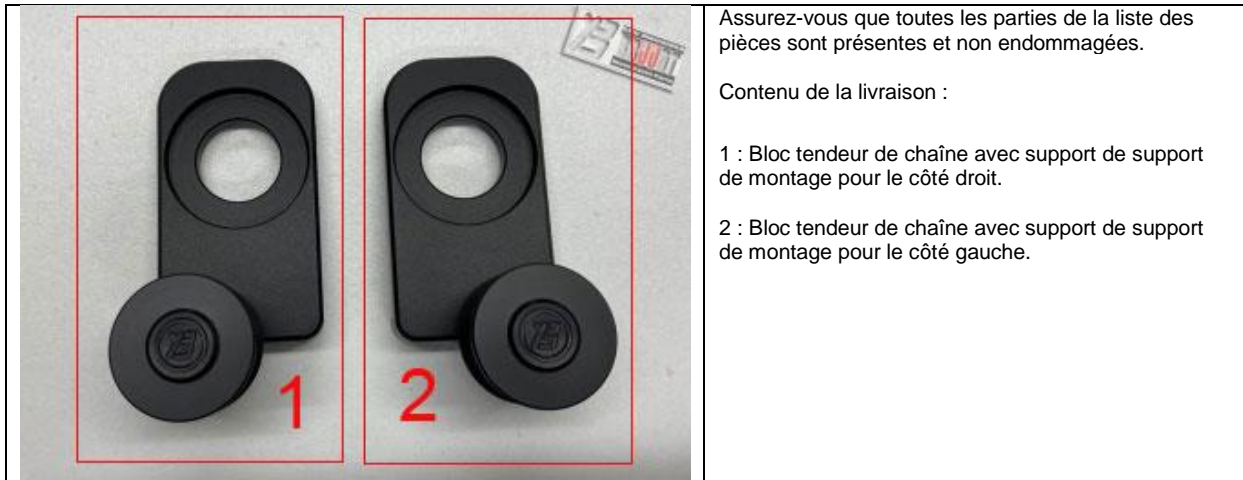 Assurez-vous que toutes les parties de la liste des
pièces sont présentes et non endommagées.
Contenu de la livraison :
1 : Bloc tendeur de chaîne avec support de support
de montage pour le côté droit.
2 : Bloc tendeur de chaîne avec support de support
de montage pour le côté gauche.
1
2